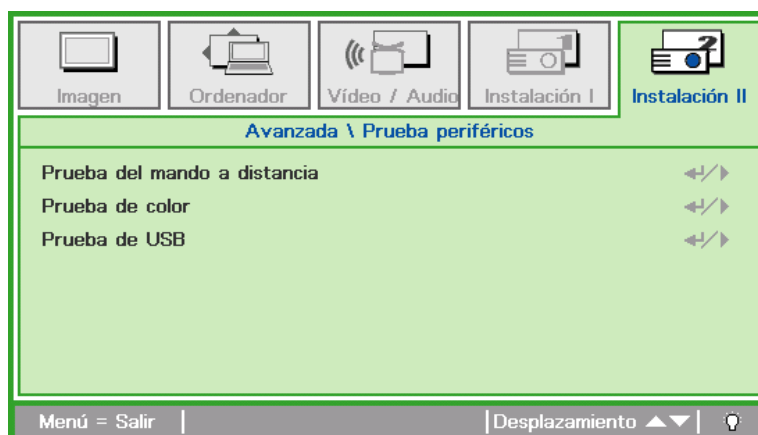 Imagen
Ordenador
Vídeo / Audio
Instalación I
Instalación II
Avanzada \ Prueba periféricos
Prueba del mando a distancia
Prueba de color
Prueba de USB
Menú = Salir
Desplazamiento